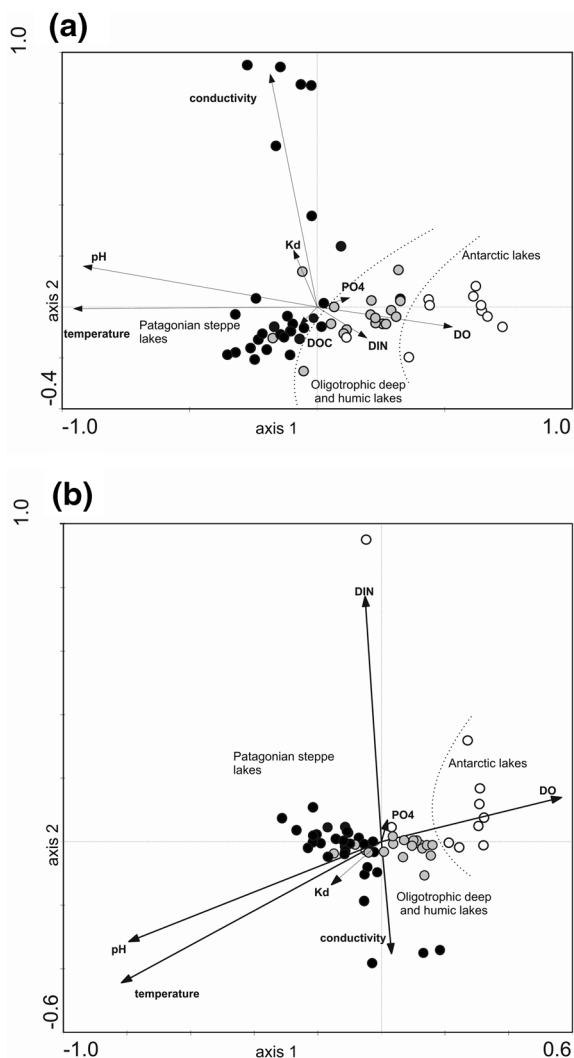 (a)
1.0
conductivity
Kd
pH
Antarctic lakes
PO4
axis 2
temperature
Patagonian steppe
lakes
DOC
DIN
DO
Oligotrophic deep
and humic lakes
-0.4
-1.0
axis 1
1.0
(b)
1.0
DIN
Patagonian steppe
lakes
Antarctic lakes
DO
PO4
axis 2
Kd
Oligotrophic deep
and humic lakes
conductivity
pH
temperature
-0.6
-1.0
axis 1
0.6